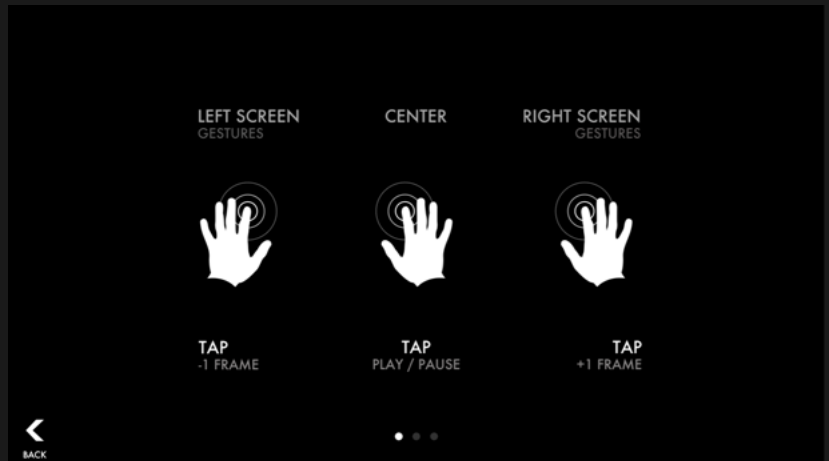 LEFT SCREEN
GESTURES
CENTER
RIGHT SCREEN
GESTURES
TAP
-1 FRAME
TAP
PLAY / PAUSE
TAP
+1 FRAME
BACK